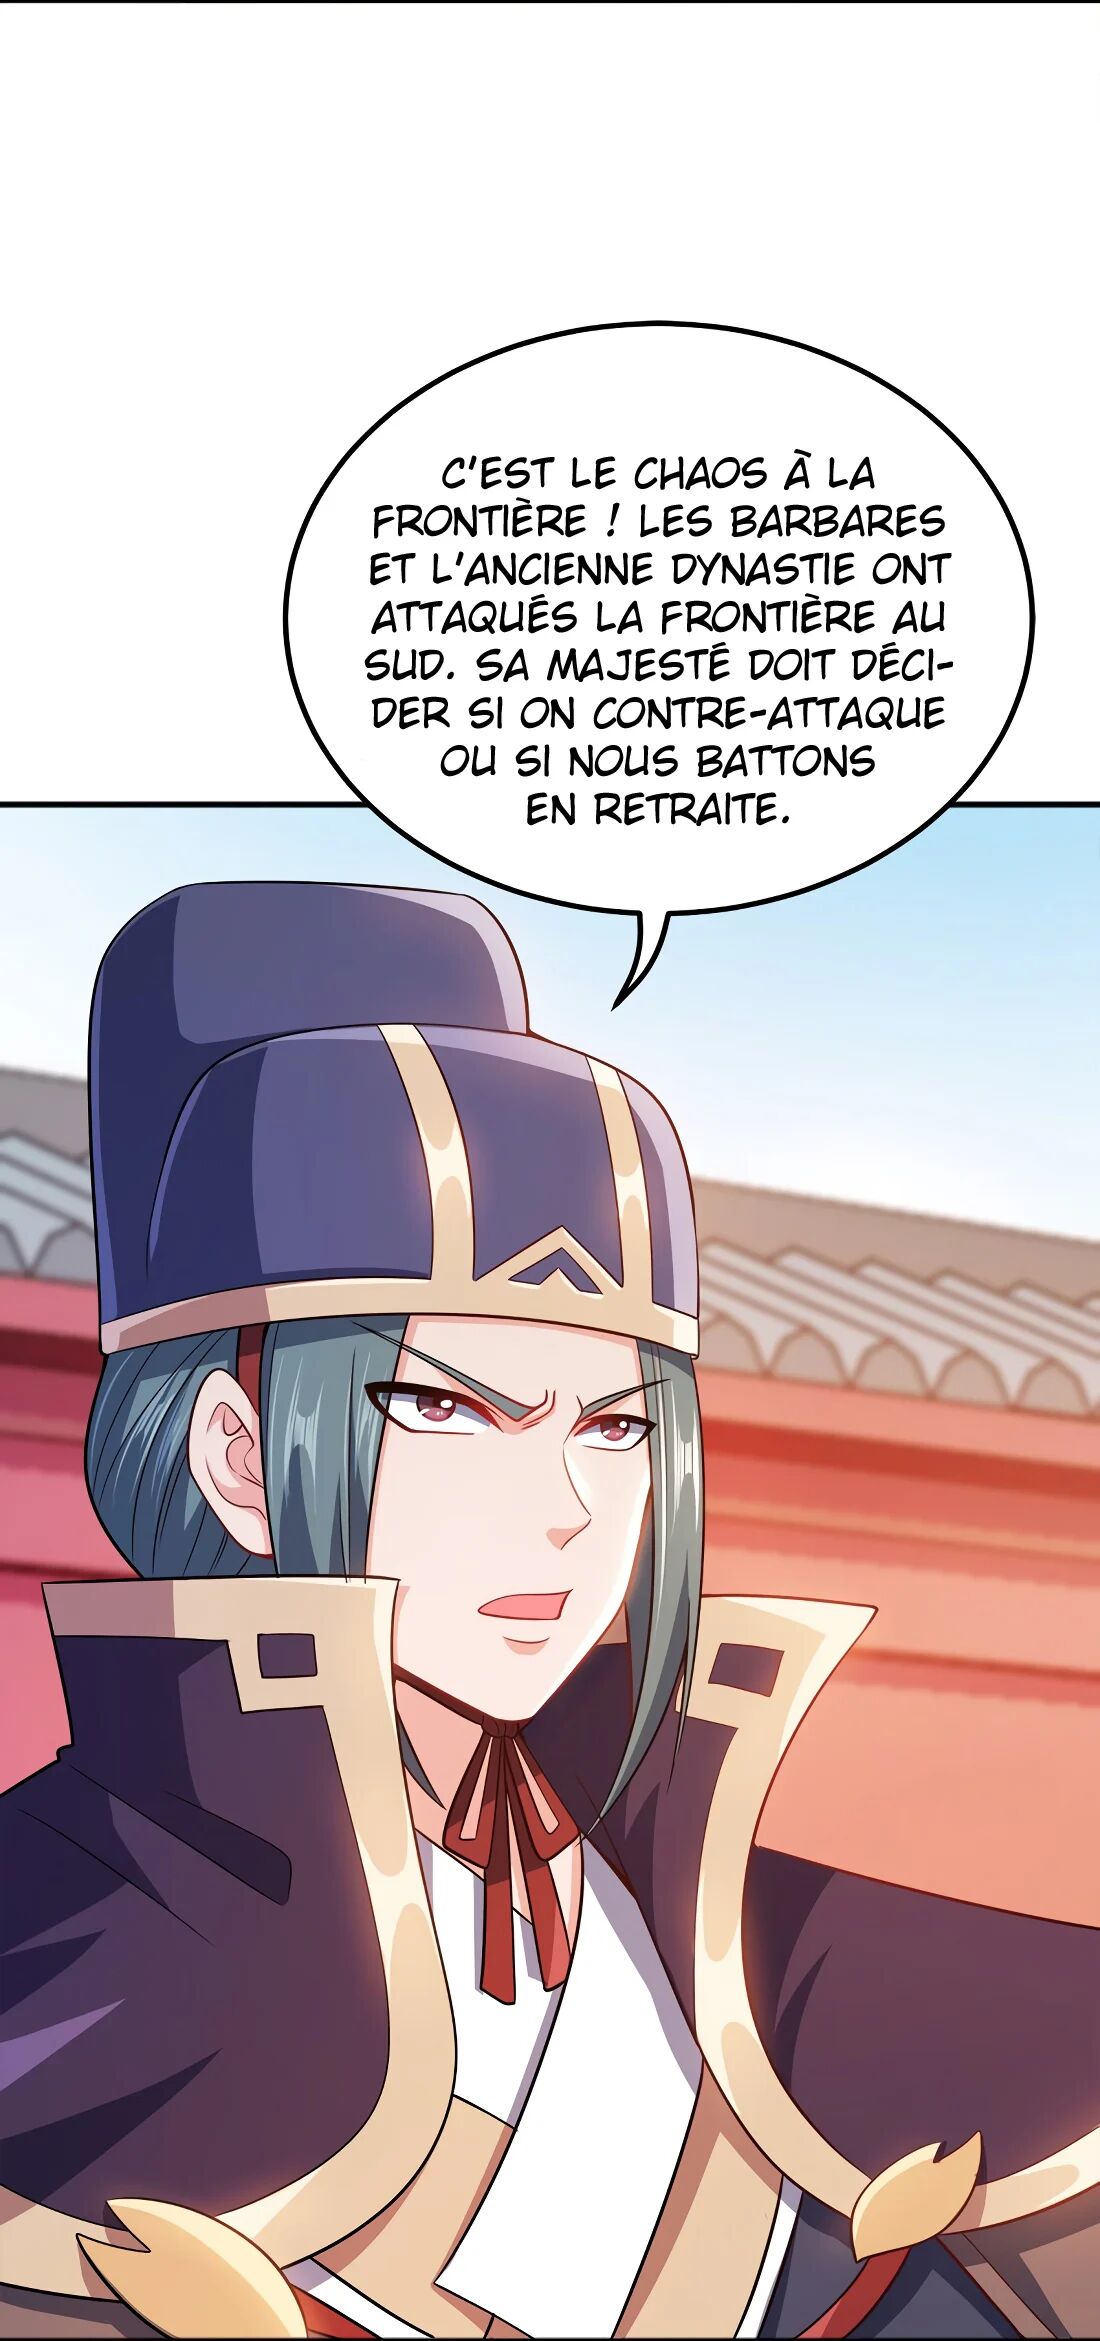 C'EST LE CHAOS À LA
FRONTIÈRE ! LES BARBARES
ET L'ANCIENNE DYNASTIE ONT
ATTAQUÉS LA FRONTIÈRE AU
SUD. SA MAJESTÉ DOIT DÉCI-
DER SI ON CONTRE-ATTAQUE
OU SI NOUS BATTONS
EN RETRAITE.